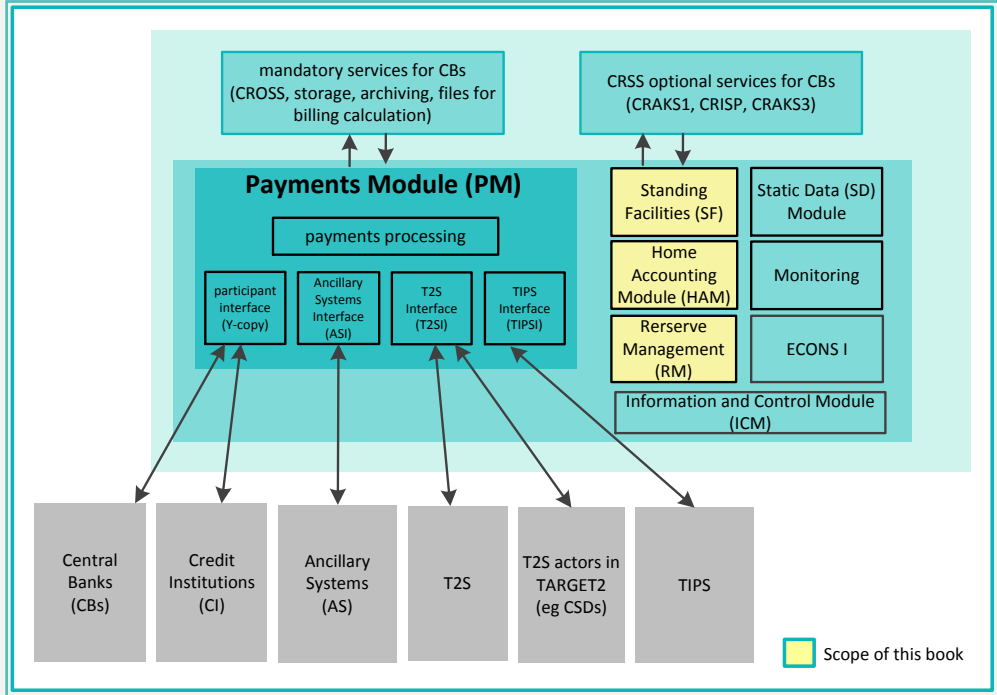 mandatory services for CBs
(CROSS, storage, archiving, files for
billing calculation)
CRSS optional services for CBs
(CRAKS1, CRISP, CRAKS3)
Payments Module (PM)
payments processing
participant
interface
(Y-copy)
Ancillary
Systems
Interface
(ASI)
T2S
Interface
(T2SI)
TIPS
Interface
(TIPSI)
Standing
Facilities (SF)
Static Data (SD)
Module
Home
Accounting
Module (HAM)
Monitoring
Rerserve
Management
(RM)
ECONS I
Information and Control Module
(ICM)
Central
Banks
(CBs)
Credit
Institutions
(CI)
Ancillary
Systems
(AS)
T2S
T2S actors in
TARGET2
(eg CSDs)
TIPS
Scope of this book